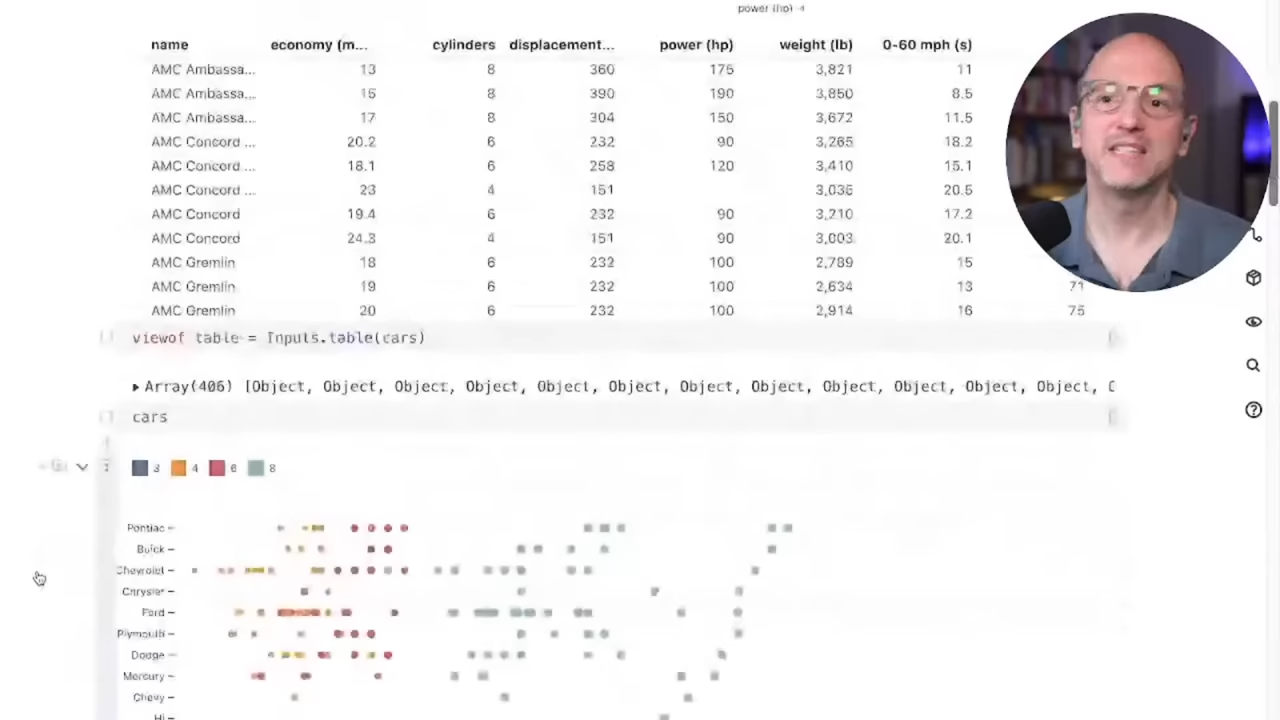 power (hp) →
name economy (m... cylinders displacement... power (hp) weight (lb) 0-60 mph (s)
AMC Ambassa... 13 8 360 175 3,821 11
AMC Ambassa... 15 8 390 190 3,850 8.5
AMC Ambassa... 17 8 304 150 3,672 11.5
AMC Concord ... 20.2 6 232 90 3,265 18.2
AMC Concord ... 18.1 6 258 120 3,410 15.1
AMC Concord ... 23 4 151 3,035 20.5
AMC Concord 19.4 6 232 90 3,210 17.2
AMC Concord 24.3 4 151 90 3,003 20.1
AMC Gremlin 18 6 232 100 2,789 15
AMC Gremlin 19 6 232 100 2,634 13 71
AMC Gremlin 20 6 232 100 2,914 16 75
viewof table = Inputs.table(cars)
Array(406) [Object, Object, Object, Object, Object, Object, Object, Object, Object, Object, Object, Object,
cars
3 4 6 8
Pontiac
Buick
Chevrolet
Chrysler
Ford
Plymouth
Dodge
Mercury
Chevy
Hi